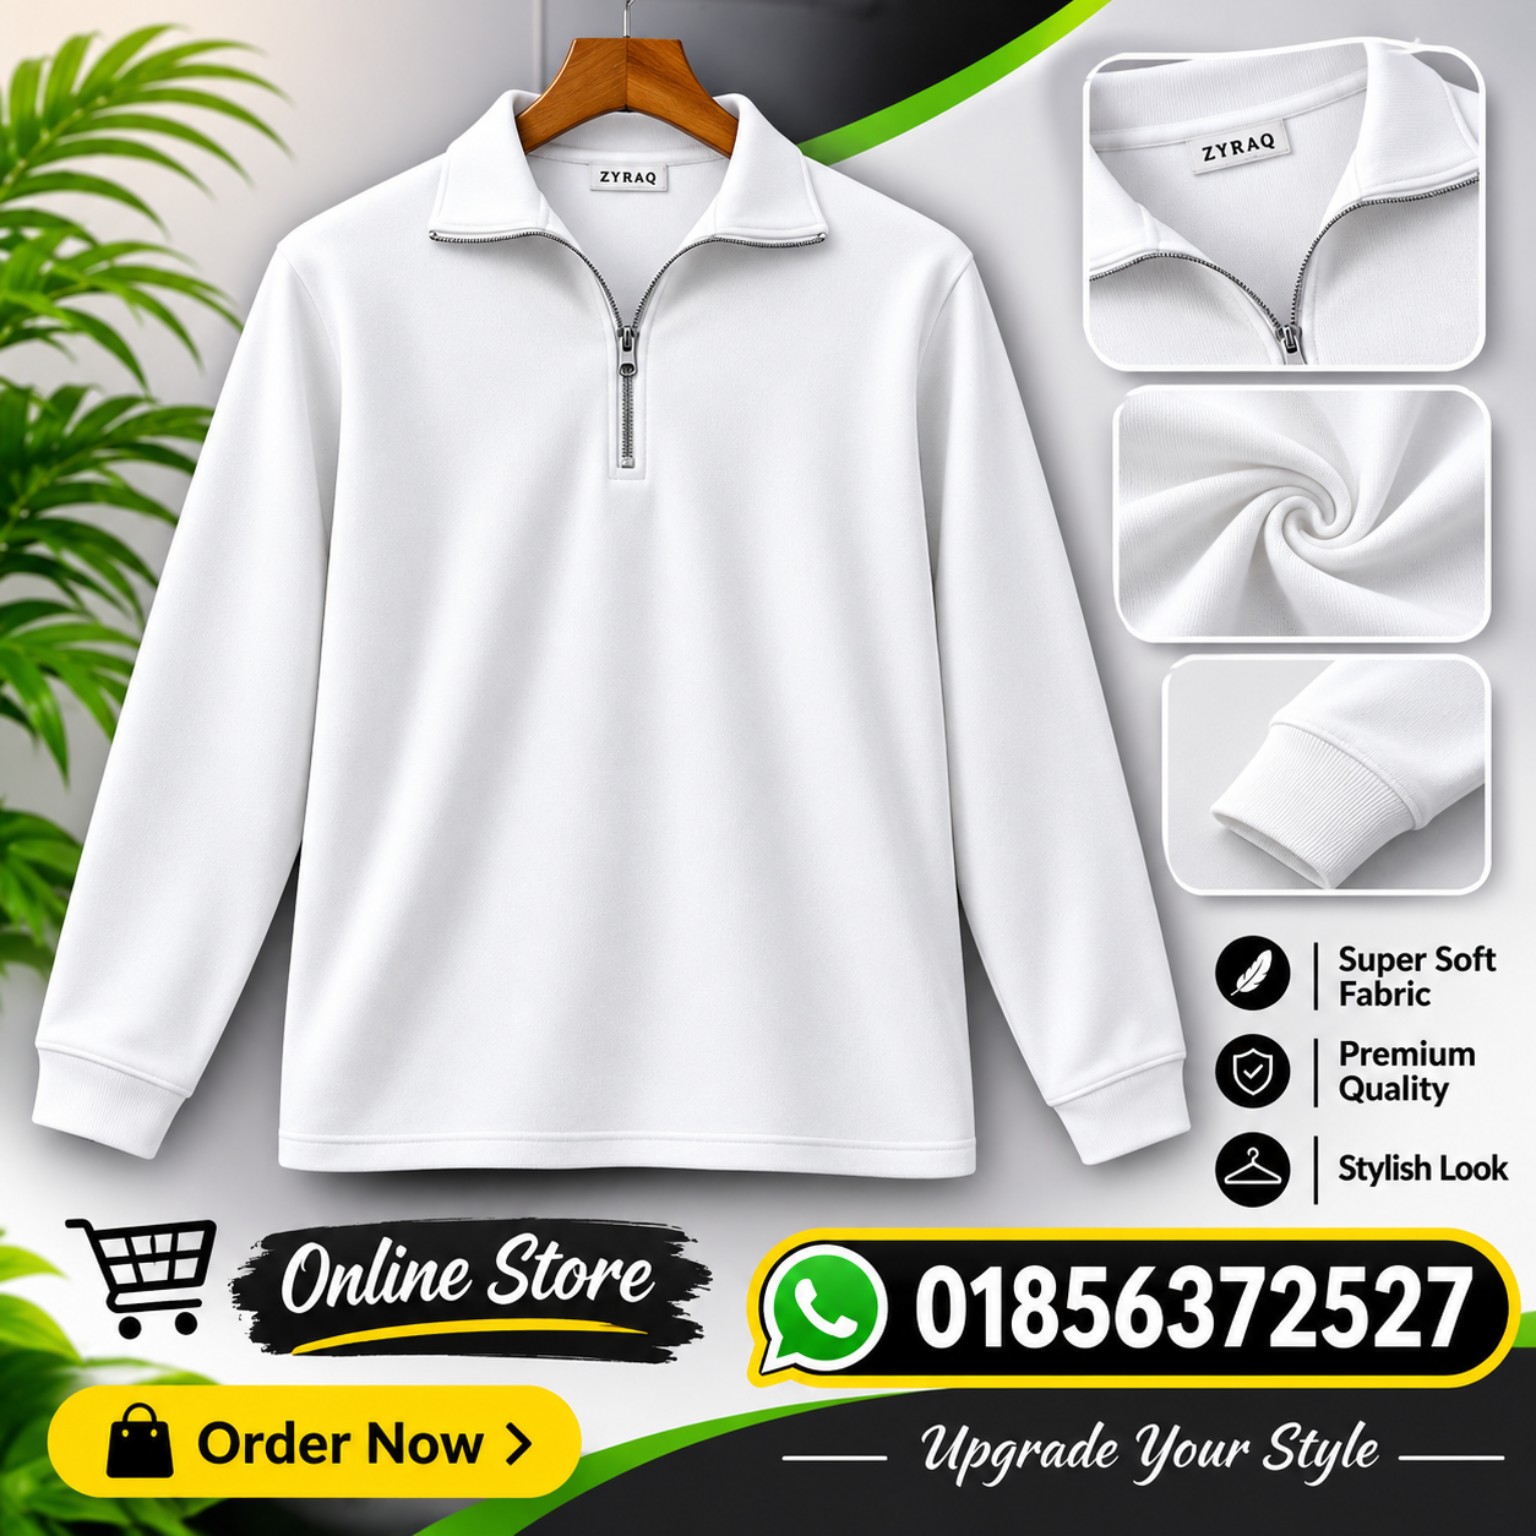 ZYRAQ
ZYRAQ
Super Soft
Fabric
Premium
Quality
Stylish Look
Online Store
01856372527
Order Now
Upgrade Your Style